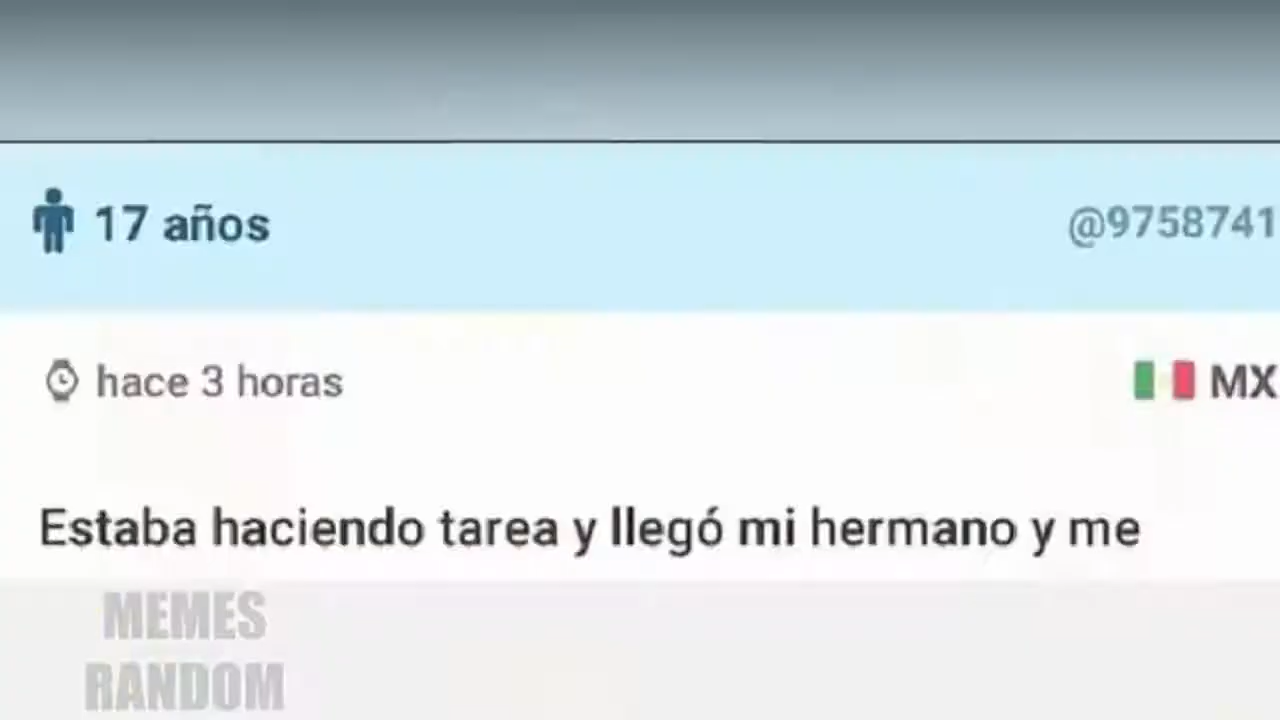 17 años @9758741
hace 3 horas MX
Estaba haciendo tarea y llegó mi hermano y me
MEMES
RANDOM